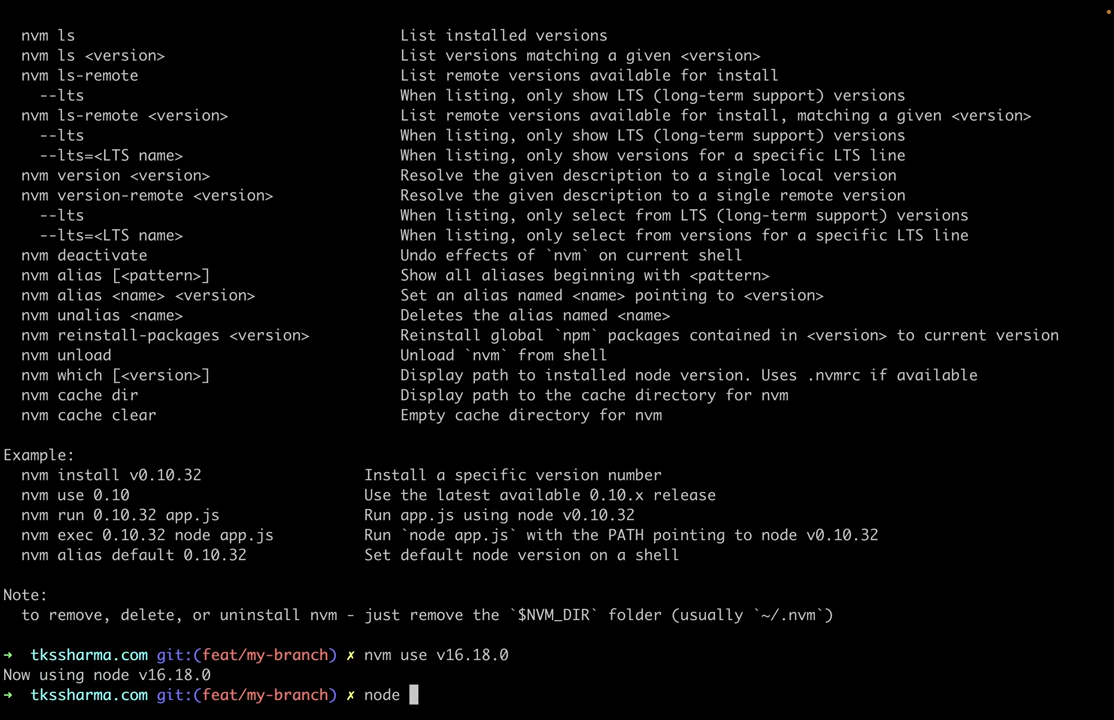 nvm ls                                    List installed versions
nvm ls <version>                          List versions matching a given <version>
nvm ls-remote                             List remote versions available for install
  --lts                                   When listing, only show LTS (long-term support) versions
nvm ls-remote <version>                   List remote versions available for install, matching a given <version>
  --lts                                   When listing, only show LTS (long-term support) versions
  --lts=<LTS name>                        When listing, only show versions for a specific LTS line
nvm version <version>                     Resolve the given description to a single local version
nvm version-remote <version>              Resolve the given description to a single remote version
  --lts                                   When listing, only select from LTS (long-term support) versions
  --lts=<LTS name>                        When listing, only select from versions for a specific LTS line
nvm deactivate                            Undo effects of `nvm` on current shell
nvm alias [<pattern>]                     Show all aliases beginning with <pattern>
nvm alias <name> <version>                Set an alias named <name> pointing to <version>
nvm unalias <name>                        Deletes the alias named <name>
nvm reinstall-packages <version>          Reinstall global `npm` packages contained in <version> to current version
nvm unload                                Unload `nvm` from shell
nvm which [<version>]                     Display path to installed node version. Uses .nvmrc if available
nvm cache dir                             Display path to the cache directory for nvm
nvm cache clear                           Empty cache directory for nvm
Example:
nvm install v0.10.32                  Install a specific version number
nvm use 0.10                          Use the latest available 0.10.x release
nvm run 0.10.32 app.js                Run app.js using node v0.10.32
nvm exec 0.10.32 node app.js          Run `node app.js` with the PATH pointing to node v0.10.32
nvm alias default 0.10.32             Set default node version on a shell
Note:
to remove, delete, or uninstall nvm - just remove the `$NVM_DIR` folder (usually `~/.nvm`)
➜  tkssharma.com git:(feat/my-branch) ✗ nvm use v16.18.0
Now using node v16.18.0
➜  tkssharma.com git:(feat/my-branch) ✗ node